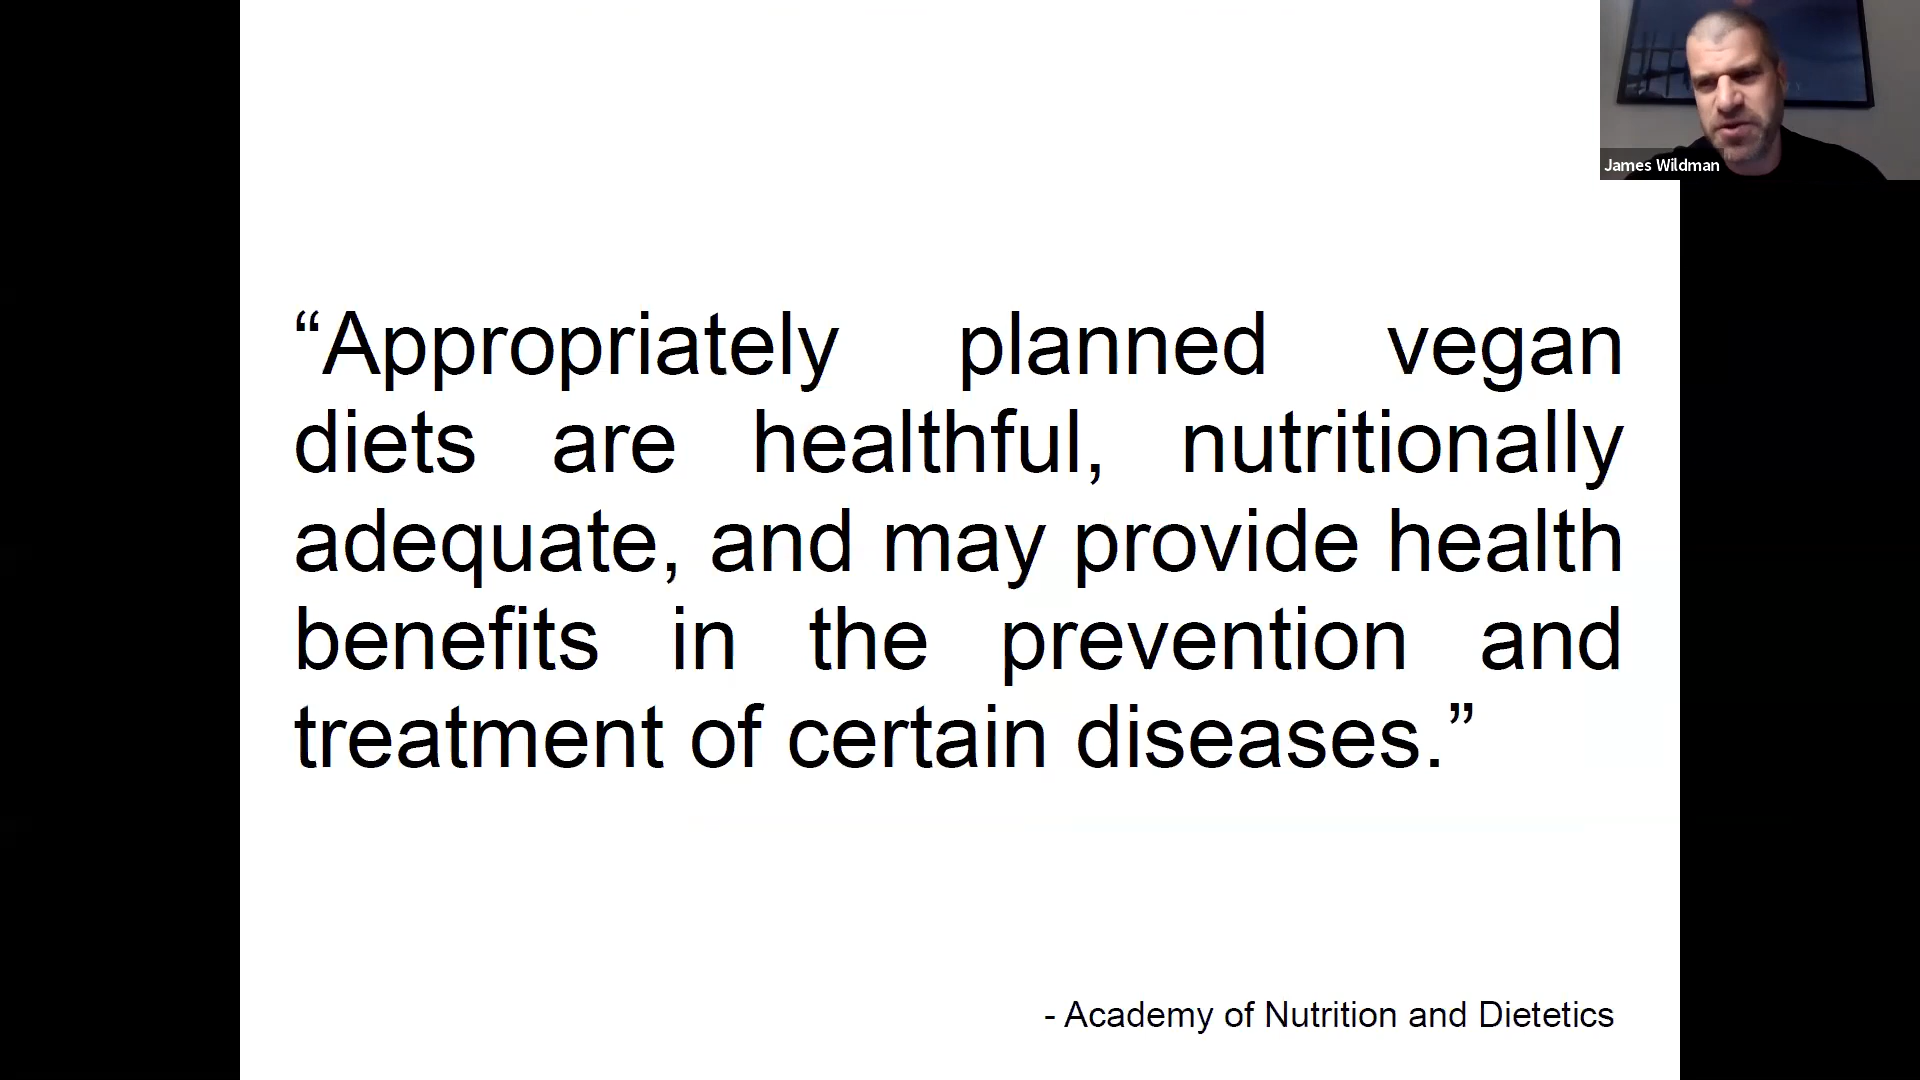 James Wildman
“Appropriately planned vegan
diets are healthful, nutritionally
adequate, and may provide health
benefits in the prevention and
treatment of certain diseases.”
- Academy of Nutrition and Dietetics